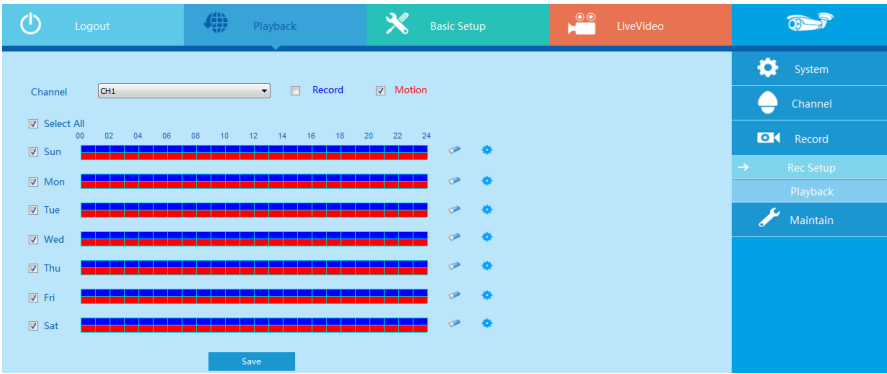 Logout Playback Basic Setup LiveVideo
System
Channel CH1 Record Motion
Channel
Select All
00 02 04 06 08 10 12 14 16 18 20 22 24
Record
Sun
Rec Setup
Mon
Playback
Tue
Maintain
Wed
Thu
Fri
Sat
Save